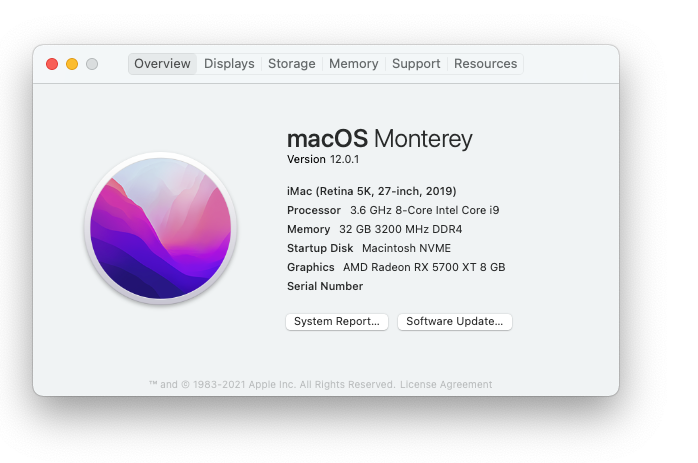 Overview Displays Storage Memory Support Resources
macOS Monterey
Version 12.0.1
iMac (Retina 5K, 27-inch, 2019)
Processor 3.6 GHz 8-Core Intel Core i9
Memory 32 GB 3200 MHz DDR4
Startup Disk Macintosh NVME
Graphics AMD Radeon RX 5700 XT 8 GB
Serial Number
System Report... Software Update...
™ and © 1983-2021 Apple Inc. All Rights Reserved. License Agreement